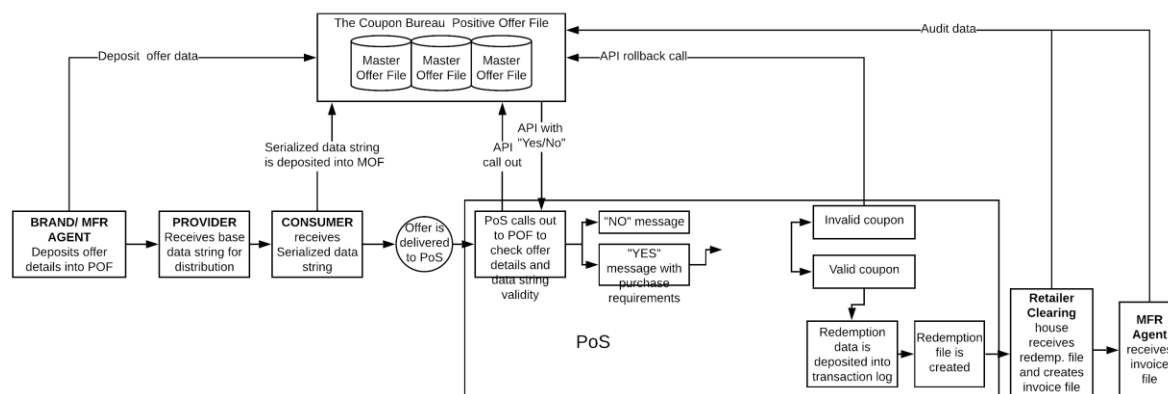 The Coupon Bureau Positive Offer File
Master
Offer File
Master
Offer File
Master
Offer File
Audit data
Deposit offer data
API rollback call
Serialized data string
is deposited into MOF
API
call out
API with
"Yes/No"
BRAND/ MFR
AGENT
Deposits offer
details into POF
PROVIDER
Receives base
data string for
distribution
CONSUMER
receives
Serialized data
string
Offer is
delivered
to PoS
PoS calls out
to POF to
check offer
details and
data string
validity
"NO" message
"YES"
message with
purchase
requirements
Invalid coupon
Valid coupon
Redemption
data is
deposited into
transaction log
Redemption
file is
created
Retailer
Clearing
house
receives
redemp. file
and creates
invoice file
MFR
Agent
receives
invoice
file
PoS